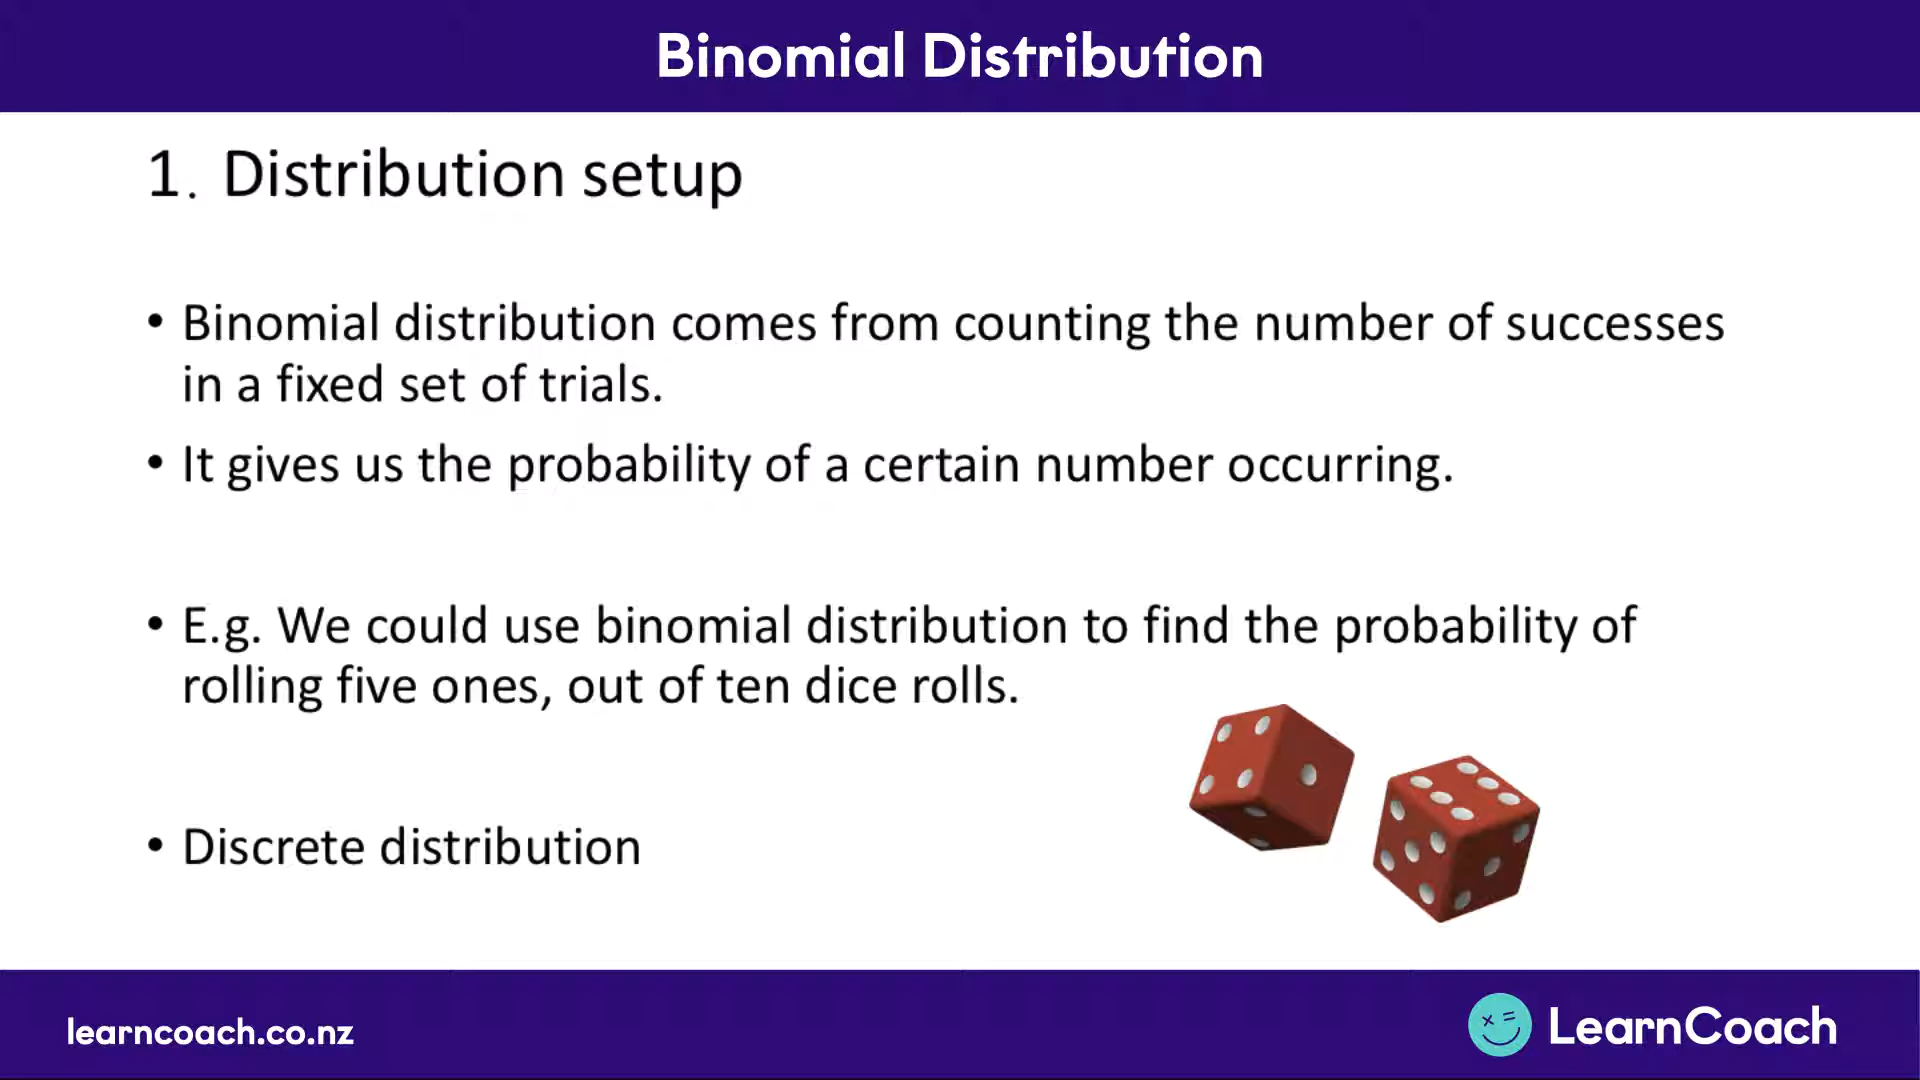 Binomial Distribution
1. Distribution setup
• Binomial distribution comes from counting the number of successes
in a fixed set of trials.
• It gives us the probability of a certain number occurring.
• E.g. We could use binomial distribution to find the probability of
rolling five ones, out of ten dice rolls.
• Discrete distribution
learncoach.co.nz
LearnCoach